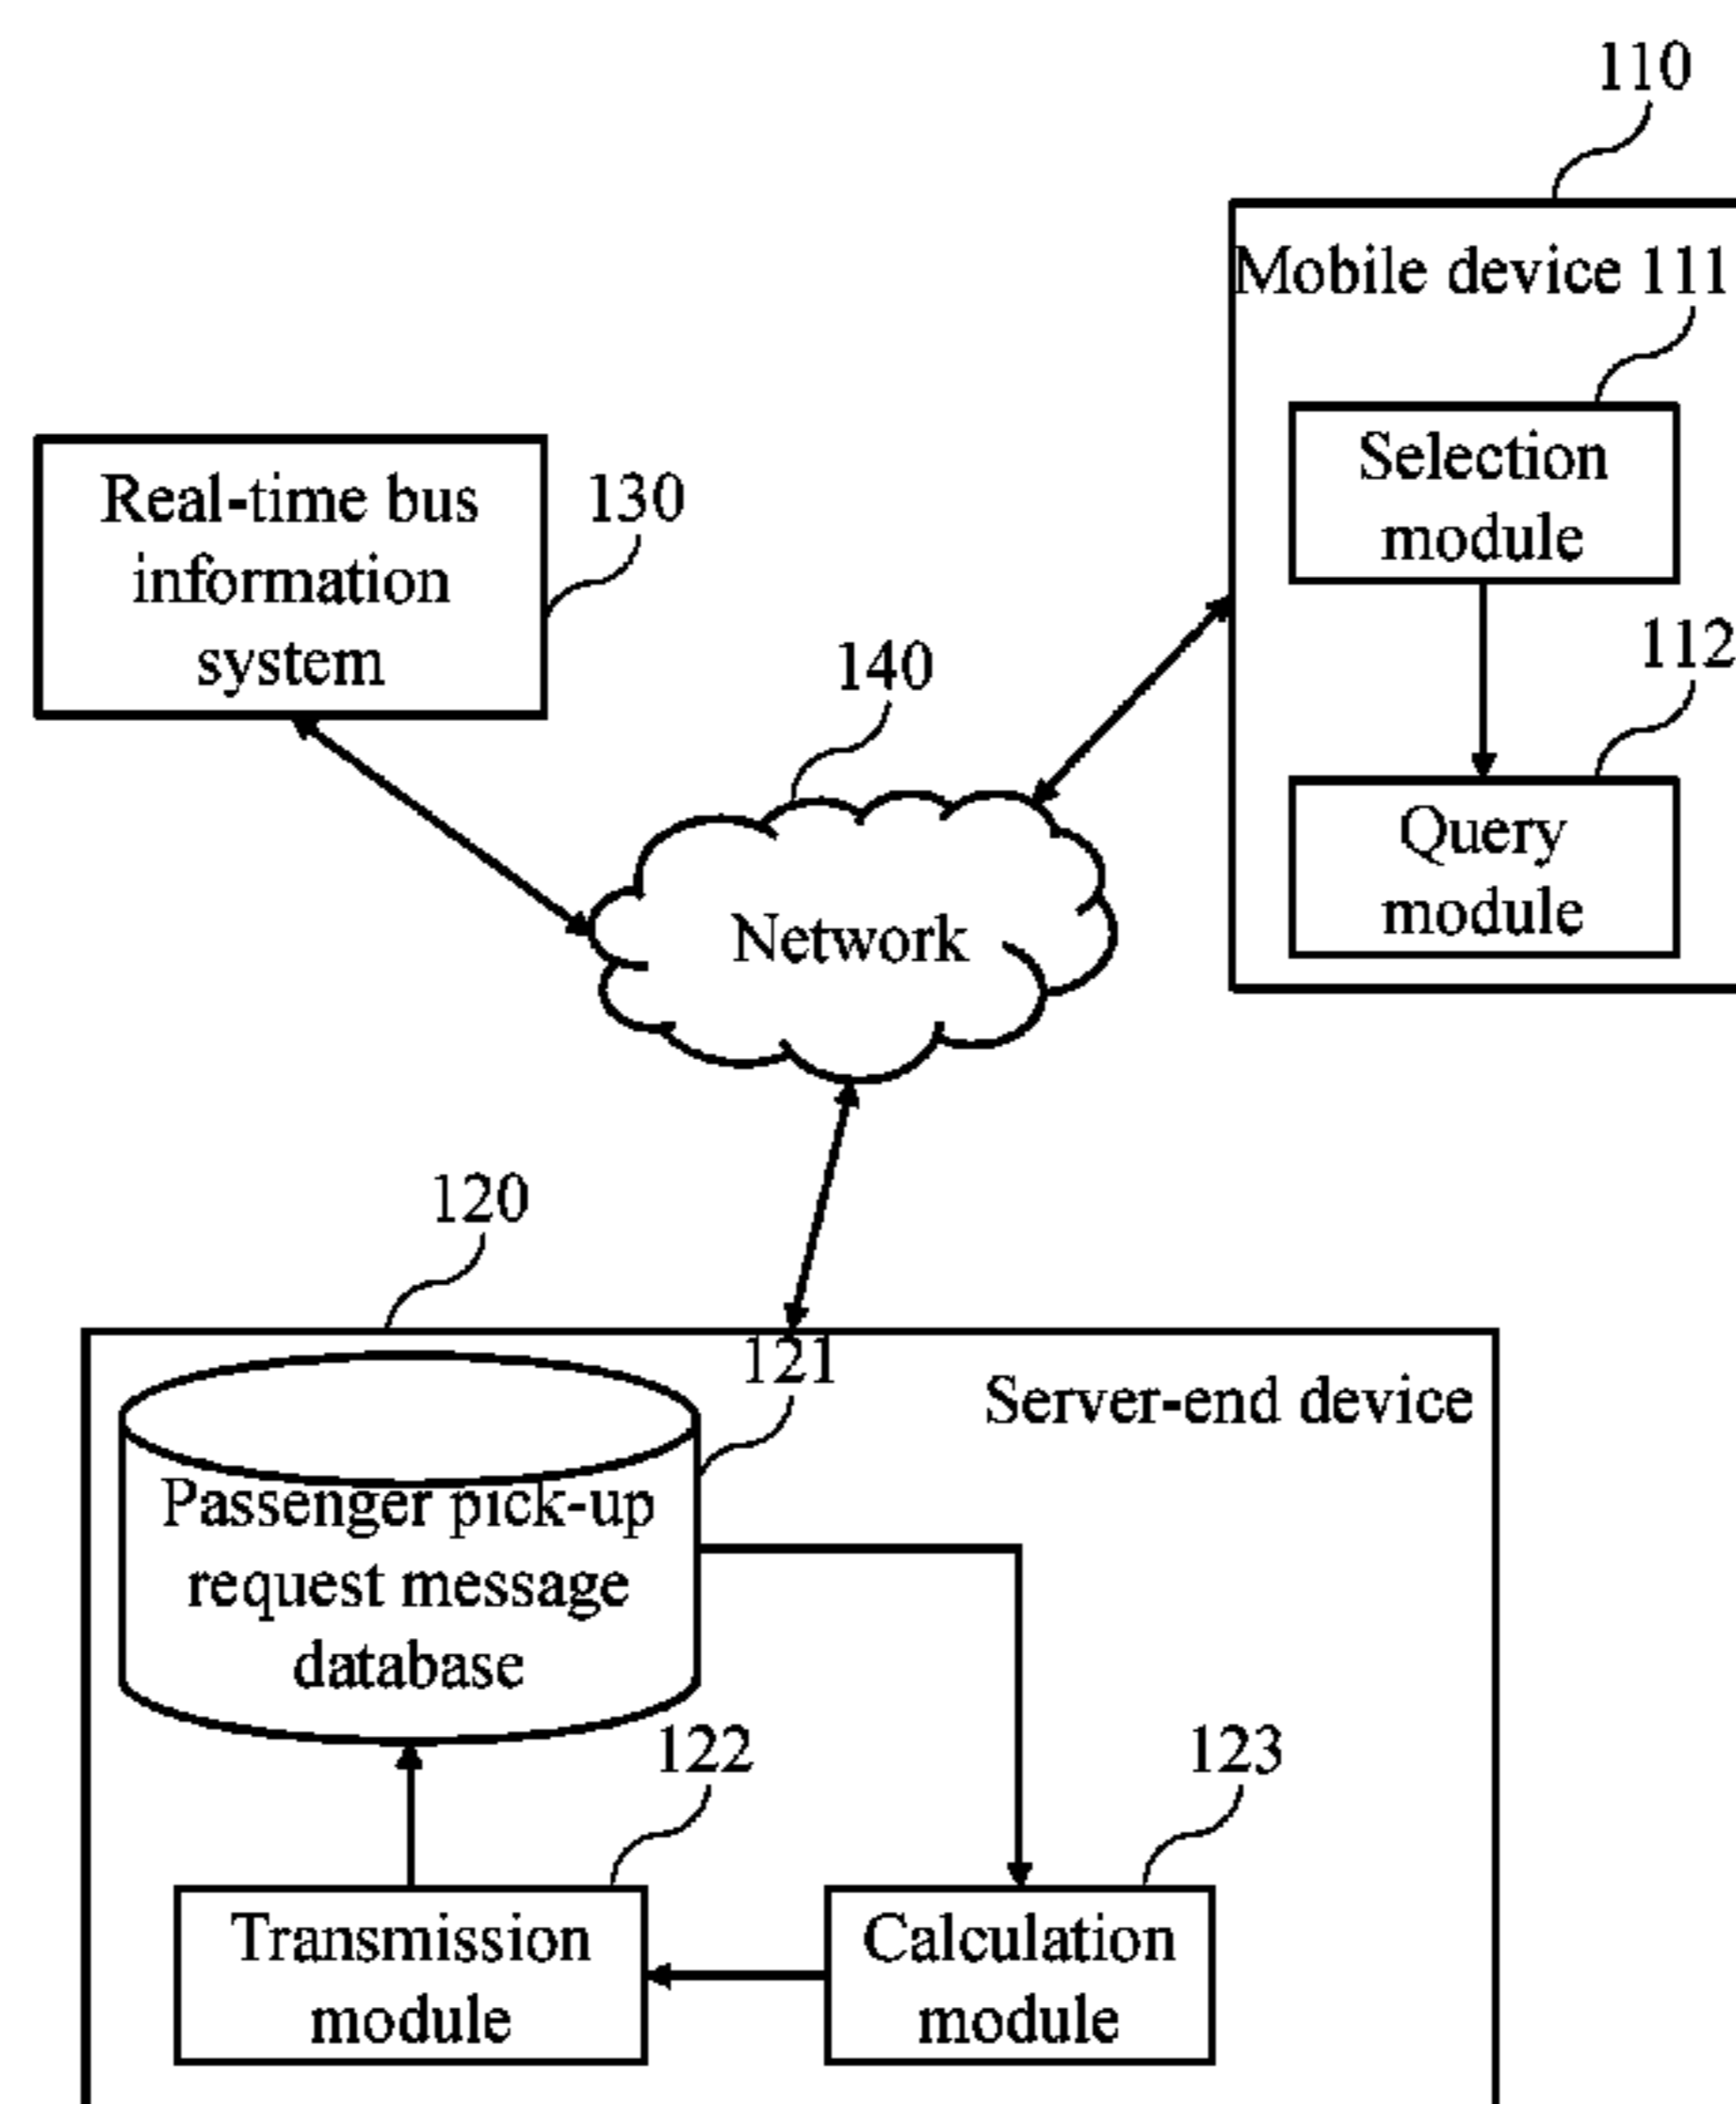 110
Mobile device 111
Selection
module
Real-time bus
information
system
130
112
140
Query
module
Network
120
121
Server-end device
Passenger pick-up
request message
database
122
123
Transmission
module
Calculation
module